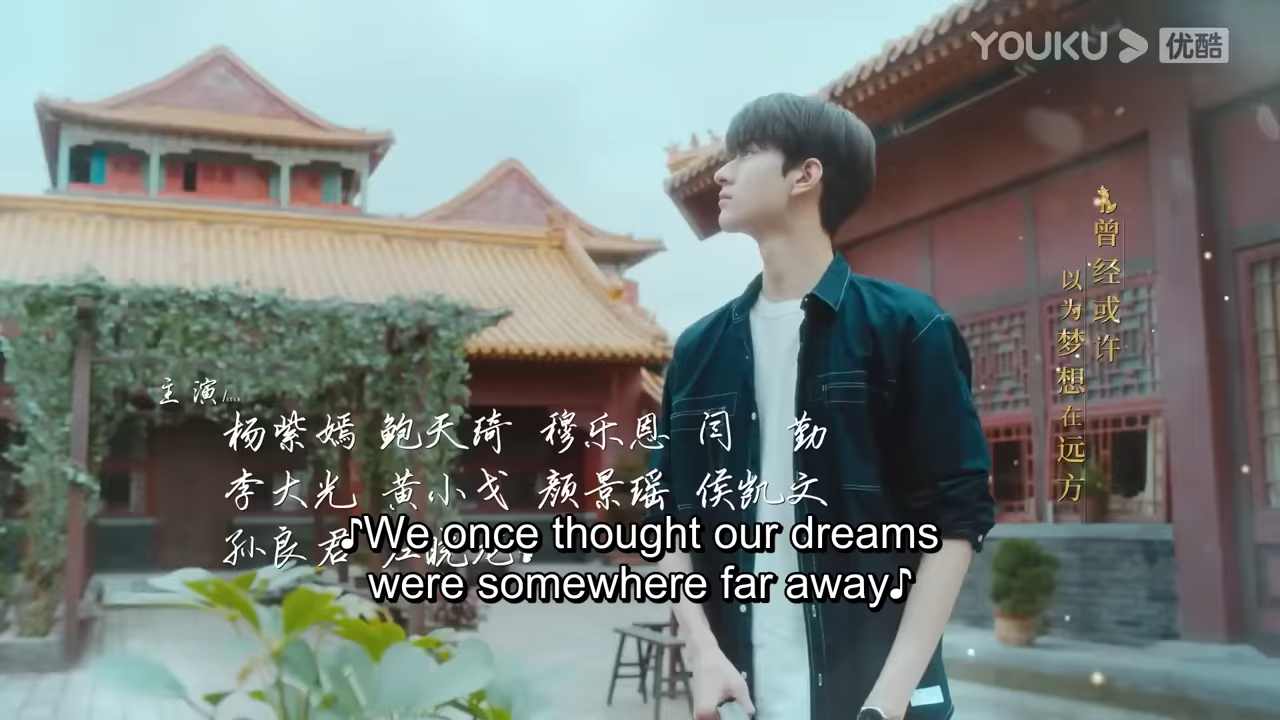 YOUKU 优酷
曾经或许
以为梦想在远方
主演
杨紫嫣 鲍天琦 穆乐恩 闫 勤
李大光 黄小戈 颜景瑶 侯凯文
孙良君
♪We once thought our dreams
were somewhere far away♪